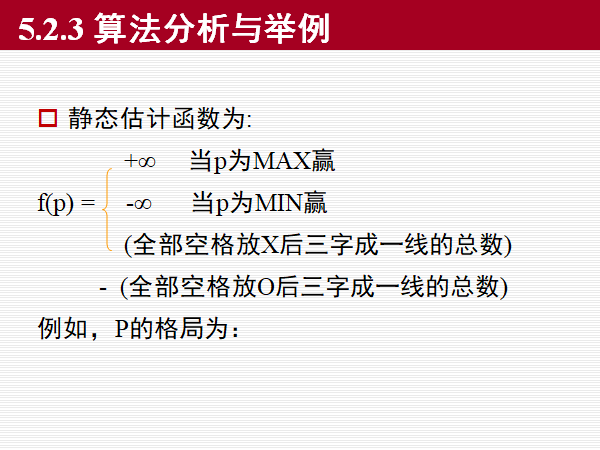 5.2.3 算法分析与举例
静态估计函数为:
+∞ 当p为MAX赢
f(p) = -∞ 当p为MIN赢
(全部空格放X后三字成一线的总数)
- (全部空格放O后三字成一线的总数)
例如，P的格局为：